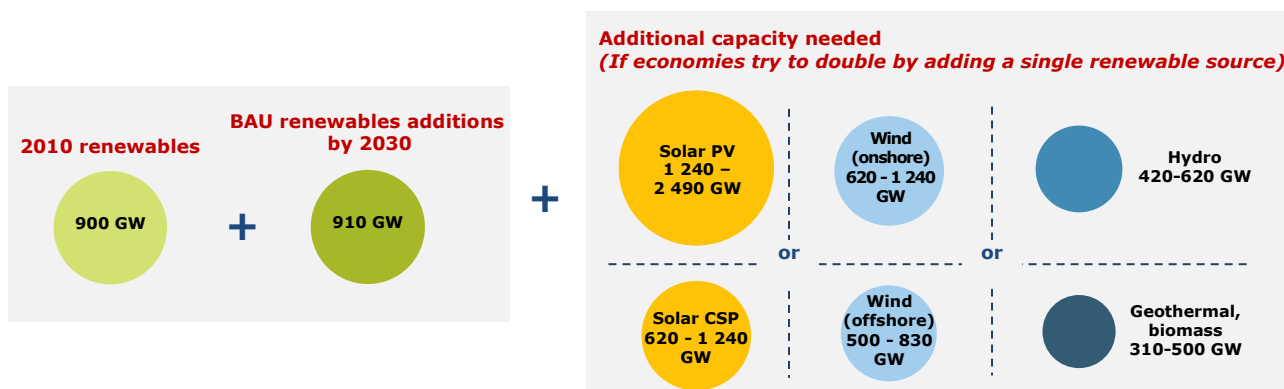 Additional capacity needed
(If economies try to double by adding a single renewable source)
2010 renewables
900 GW
+
BAU renewables additions
by 2030
910 GW
+
Solar PV
1 240 –
2 490 GW
Wind
(onshore)
620 - 1 240
GW
Hydro
420-620 GW
or
or
Solar CSP
620 - 1 240
GW
Wind
(offshore)
500 - 830
GW
Geothermal,
biomass
310-500 GW